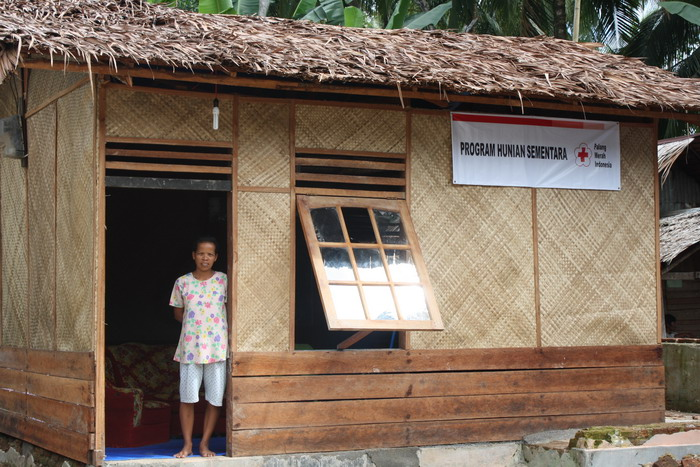 PROGRAM HUNIAN SEMENTARA
Palang
Merah
Indonesia